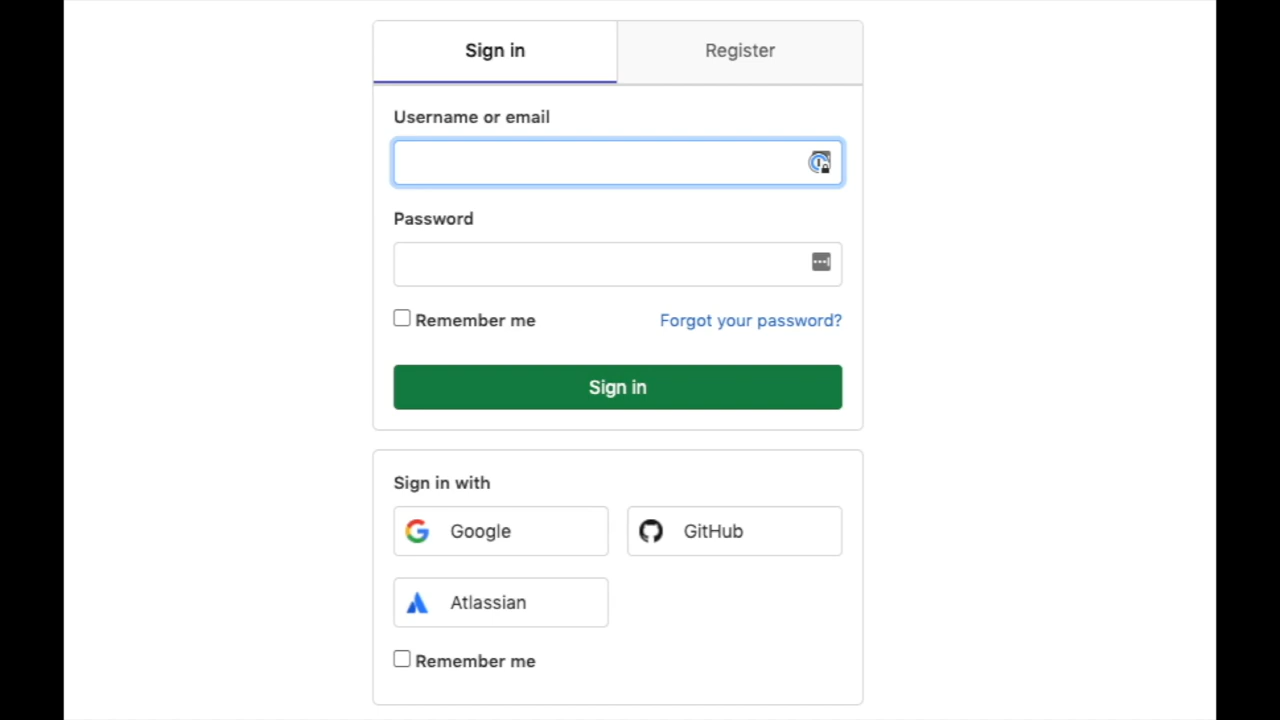 Sign in
Register
Username or email
Password
Remember me
Forgot your password?
Sign in
Sign in with
Google
GitHub
Atlassian
Remember me